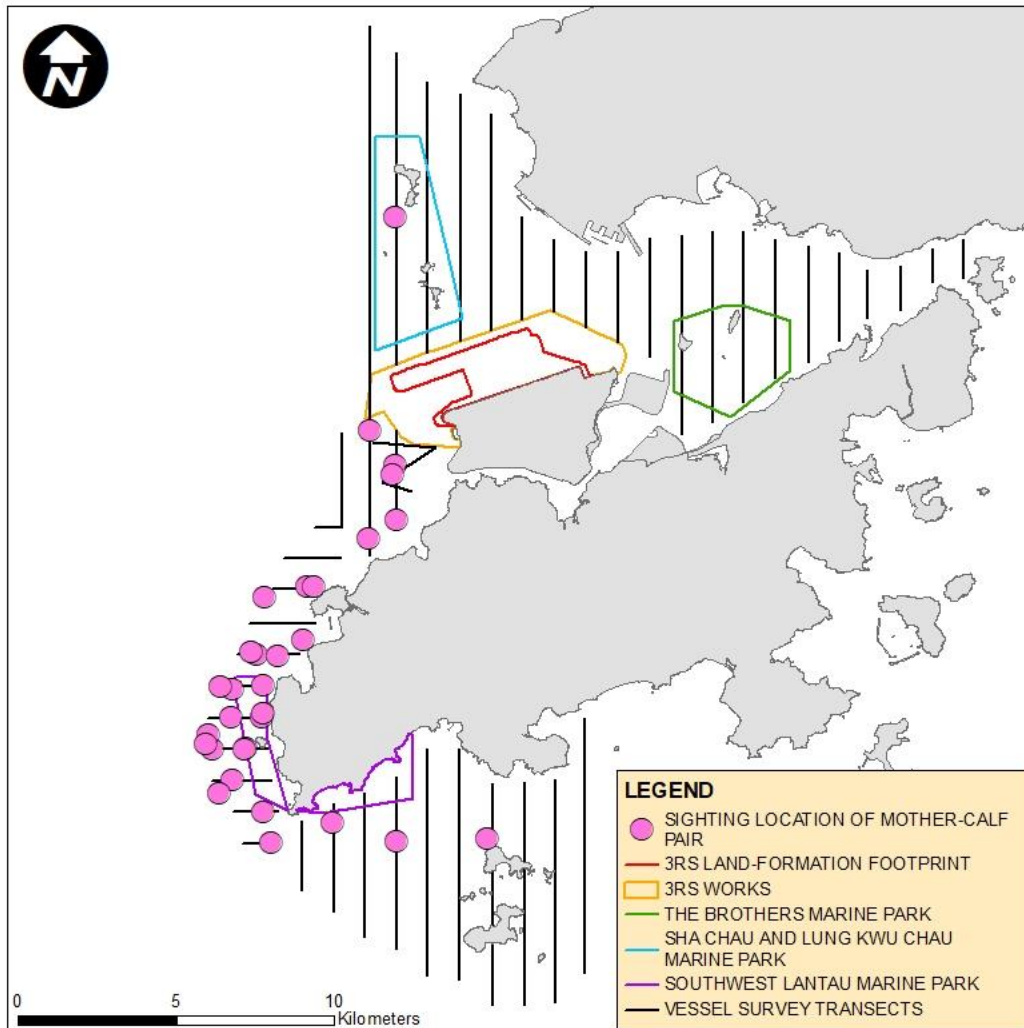 N
LEGEND
SIGHTING LOCATION OF MOTHER-CALF
PAIR
3RS LAND-FORMATION FOOTPRINT
3RS WORKS
THE BROTHERS MARINE PARK
SHA CHAU AND LUNG KWU CHAU
MARINE PARK
SOUTHWEST LANTAU MARINE PARK
VESSEL SURVEY TRANSECTS
0 5 10
Kilometers